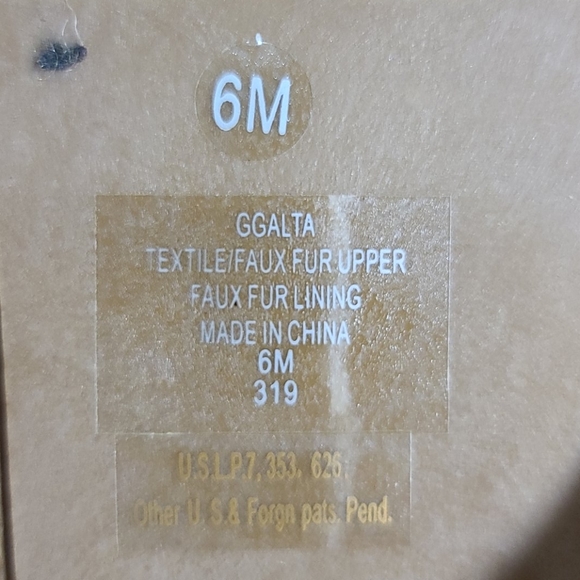 6M
GGALTA
TEXTILE/FAUX FUR UPPER
FAUX FUR LINING
MADE IN CHINA
6M
319
U.S.L.P.7, 353, 626
Other U. S & Forgn pats. Pend.